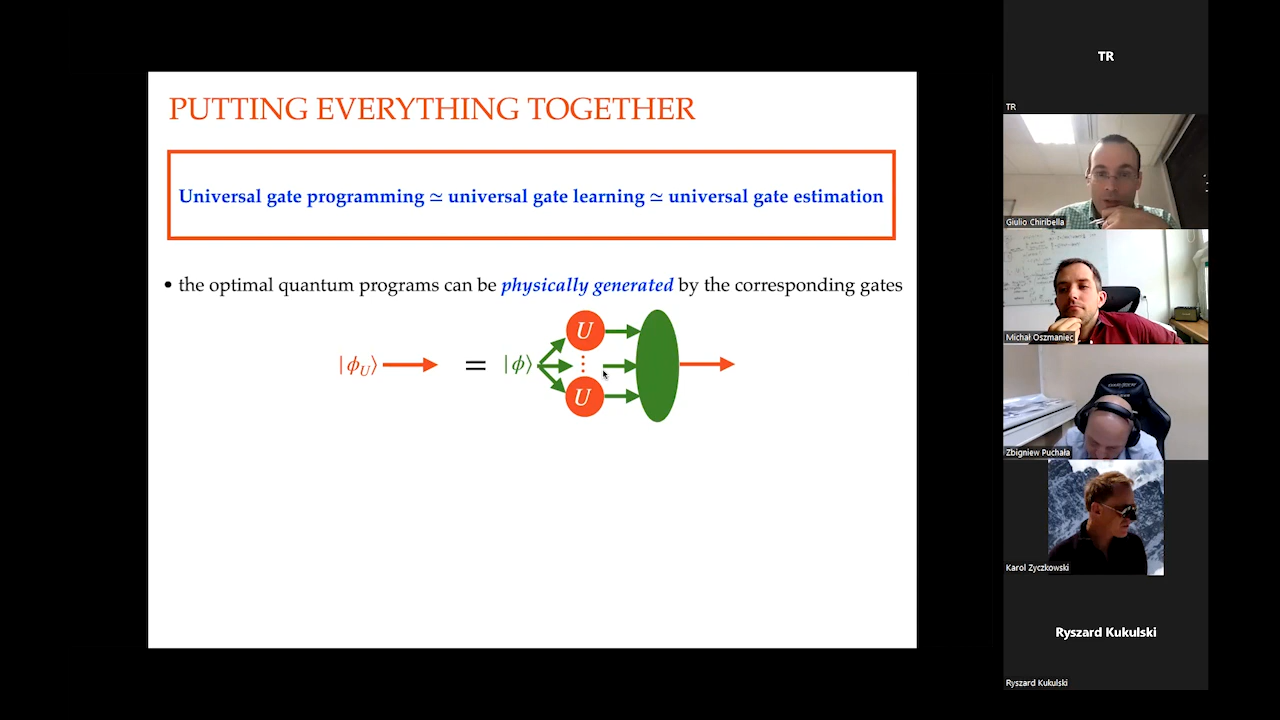 PUTTING EVERYTHING TOGETHER
Universal gate programming ≃ universal gate learning ≃ universal gate estimation
• the optimal quantum programs can be physically generated by the corresponding gates
|ϕ_U⟩ = |ϕ⟩ U ⋮ U
TR
TR
Giulio Chiribella
Michał Oszmaniec
Zbigniew Puchała
Karol Zyczkowski
Ryszard Kukulski
Ryszard Kukulski